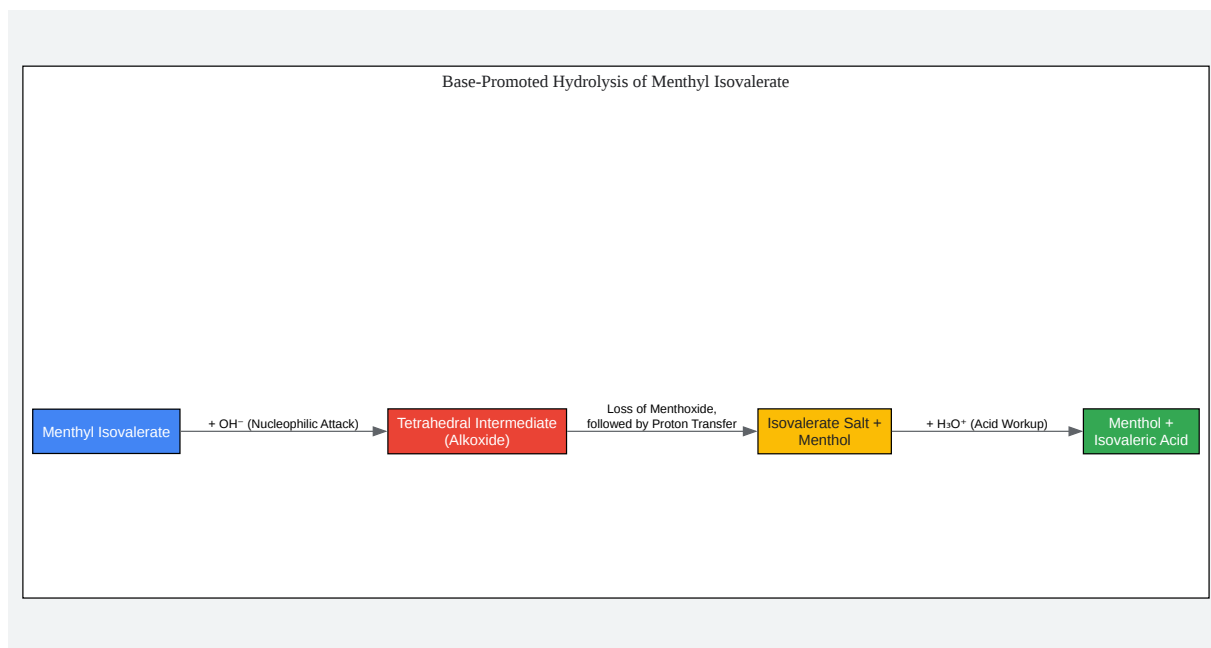 Base-Promoted Hydrolysis of Menthyl Isovalerate
Menthyl Isovalerate
+ OH⁻ (Nucleophilic Attack)
Tetrahedral Intermediate
(Alkoxide)
Loss of Menthoxide,
followed by Proton Transfer
Isovalerate Salt +
Menthol
+ H₃O⁺ (Acid Workup)
Menthol +
Isovaleric Acid